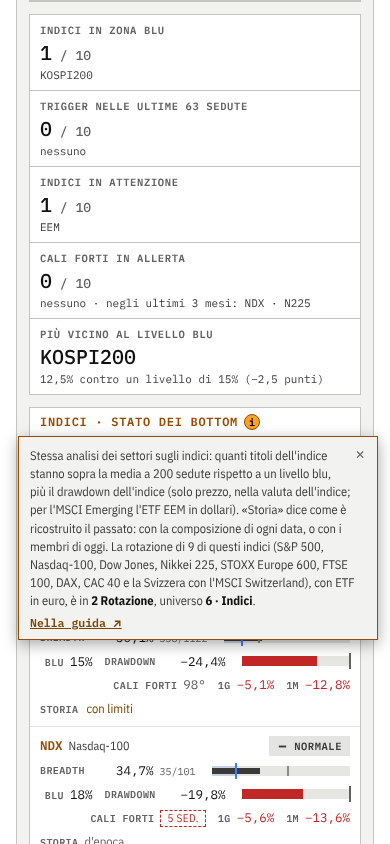 INDICI IN ZONA BLU
1 / 10
KOSPI200
TRIGGER NELLE ULTIME 63 SEDUTE
0 / 10
nessuno
INDICI IN ATTENZIONE
1 / 10
EEM
CALI FORTI IN ALLERTA
0 / 10
nessuno · negli ultimi 3 mesi: NDX · N225
PIÙ VICINO AL LIVELLO BLU
KOSPI200
12,5% contro un livello di 15% (−2,5 punti)
INDICI · STATO DEI BOTTOM i
Stessa analisi dei settori sugli indici: quanti titoli dell'indice ×
stanno sopra la media a 200 sedute rispetto a un livello blu,
più il drawdown dell'indice (solo prezzo, nella valuta dell'indice;
per l'MSCI Emerging l'ETF EEM in dollari). «Storia» dice come è
ricostruito il passato: con la composizione di ogni data, o con i
membri di oggi. La rotazione di 9 di questi indici (S&P 500,
Nasdaq-100, Dow Jones, Nikkei 225, STOXX Europe 600, FTSE
100, DAX, CAC 40 e la Svizzera con l'MSCI Switzerland), con ETF
in euro, è in 2 Rotazione, universo 6 · Indici.
Nella guida ↗
BLU 15% DRAWDOWN −24,4%
CALI FORTI 98° 1G −5,1% 1M −12,8%
STORIA con limiti
NDX Nasdaq-100 — NORMALE
BREADTH 34,7% 35/101
BLU 18% DRAWDOWN −19,8%
CALI FORTI 5 SED. 1G −5,6% 1M −13,6%
STORIA d'epoca